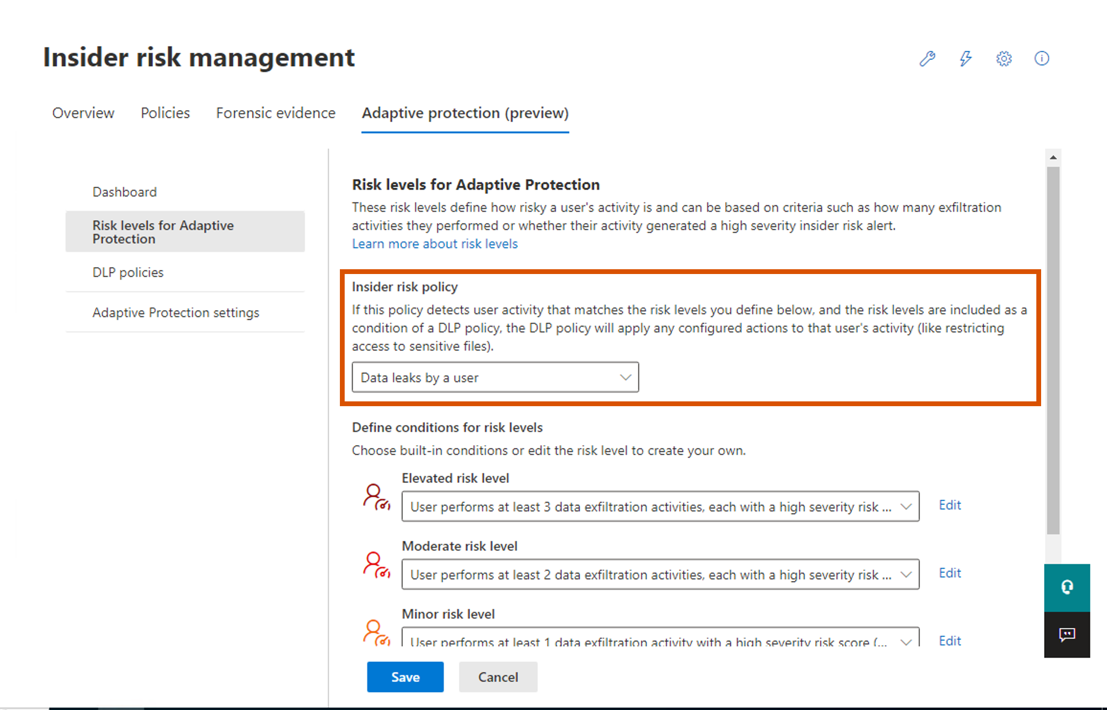 Insider risk management
Overview
Policies
Forensic evidence
Adaptive protection (preview)
Dashboard
Risk levels for Adaptive
Protection
DLP policies
Adaptive Protection settings
Risk levels for Adaptive Protection
These risk levels define how risky a user's activity is and can be based on criteria such as how many exfiltration
activities they performed or whether their activity generated a high severity insider risk alert.
Learn more about risk levels
Insider risk policy
If this policy detects user activity that matches the risk levels you define below, and the risk levels are included as a
condition of a DLP policy, the DLP policy will apply any configured actions to that user's activity (like restricting
access to sensitive files).
Data leaks by a user
Define conditions for risk levels
Choose built-in conditions or edit the risk level to create your own.
Elevated risk level
User performs at least 3 data exfiltration activities, each with a high severity risk ...
Edit
Moderate risk level
User performs at least 2 data exfiltration activities, each with a high severity risk ...
Edit
Minor risk level
User performs at least 1 data exfiltration activity with a high severity risk score (...
Edit
Save
Cancel